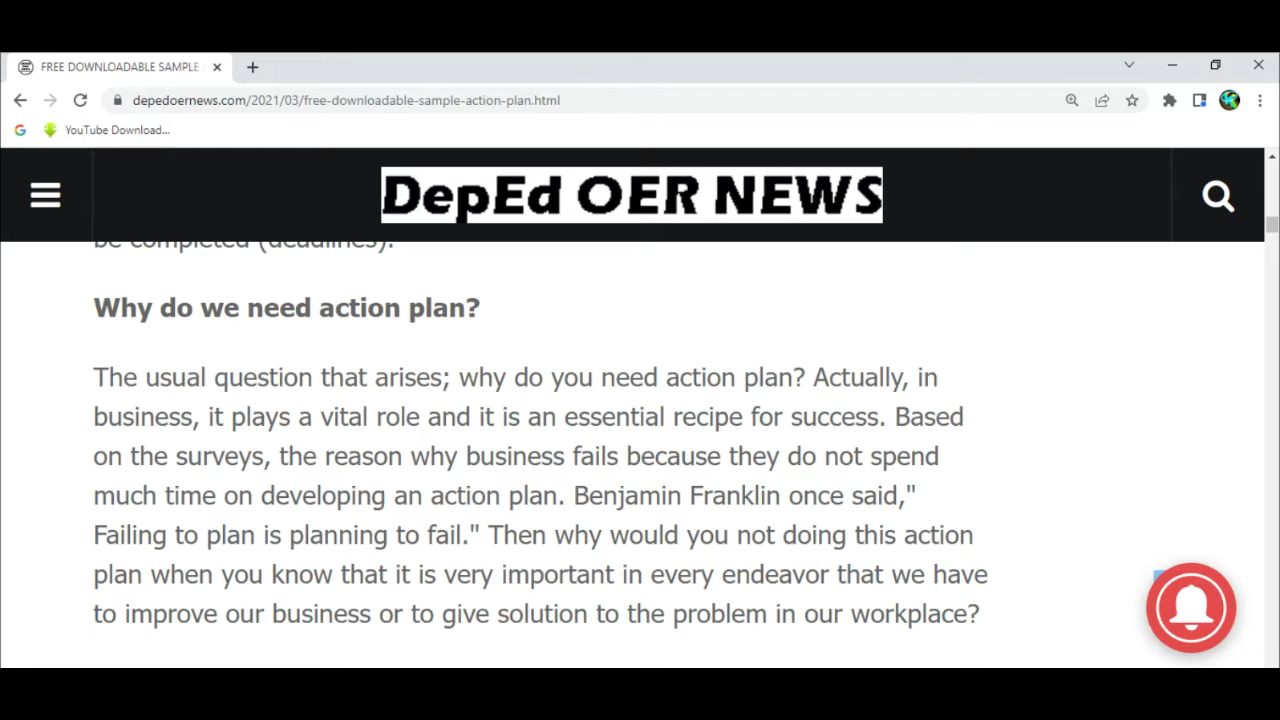 FREE DOWNLOADABLE SAMPLE
depedoernews.com/2021/03/free-downloadable-sample-action-plan.html
YouTube Download...
DepEd OER NEWS
be completed (deadlines).
Why do we need action plan?
The usual question that arises; why do you need action plan? Actually, in
business, it plays a vital role and it is an essential recipe for success. Based
on the surveys, the reason why business fails because they do not spend
much time on developing an action plan. Benjamin Franklin once said,"
Failing to plan is planning to fail." Then why would you not doing this action
plan when you know that it is very important in every endeavor that we have
to improve our business or to give solution to the problem in our workplace?